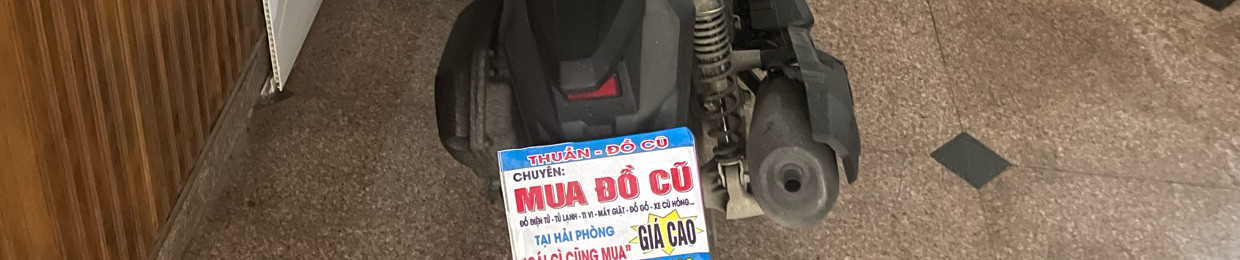 THUẤN - ĐỒ CŨ
CHUYÊN:
MUA ĐỒ CŨ
ĐỒ ĐIỆN TỬ - TỦ LẠNH - TI VI - MÁY GIẶT - ĐỒ GỖ - XE CŨ HỎNG...
TẠI HẢI PHÒNG
GIÁ CAO
"CÁI GÌ CŨNG MUA"